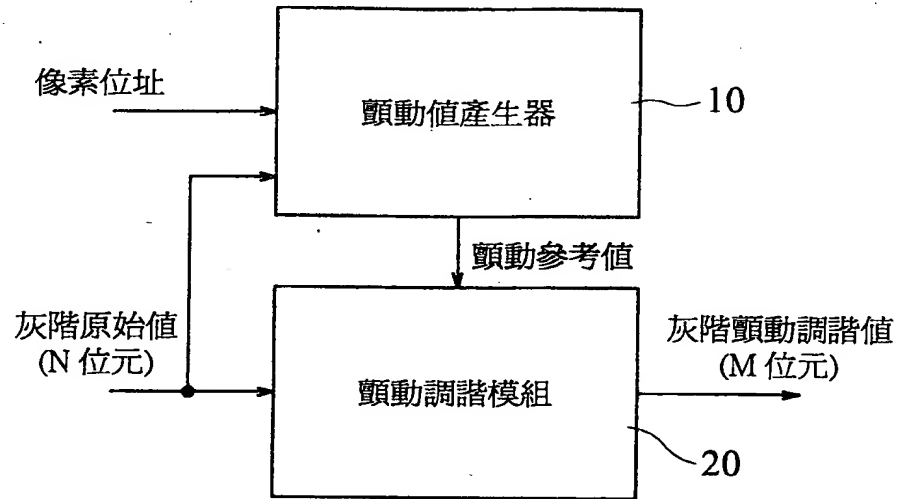 像素位址
顫動值產生器
10
顫動參考值
灰階原始值
(N 位元)
顫動調諧模組
灰階顫動調諧值
(M 位元)
20